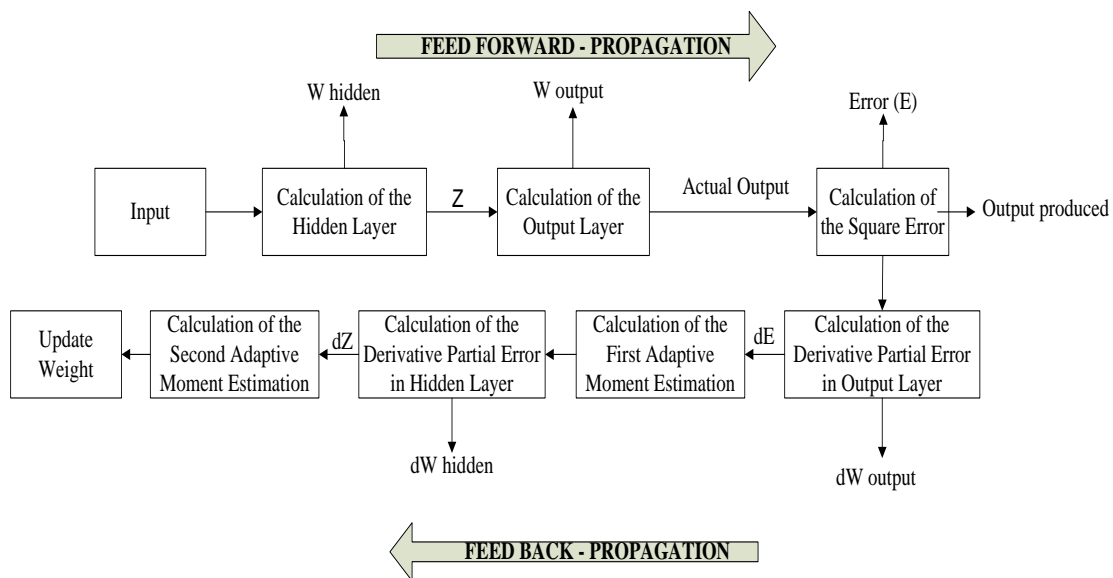 FEED FORWARD - PROPAGATION
W hidden
W output
Error (E)
Input
Calculation of the
Hidden Layer
Z
Calculation of the
Output Layer
Actual Output
Calculation of
the Square Error
Output produced
Update
Weight
Calculation of the
Second Adaptive
Moment Estimation
dZ
Calculation of the
Derivative Partial Error
in Hidden Layer
Calculation of the
First Adaptive
Moment Estimation
dE
Calculation of the
Derivative Partial Error
in Output Layer
dW hidden
dW output
FEED BACK - PROPAGATION